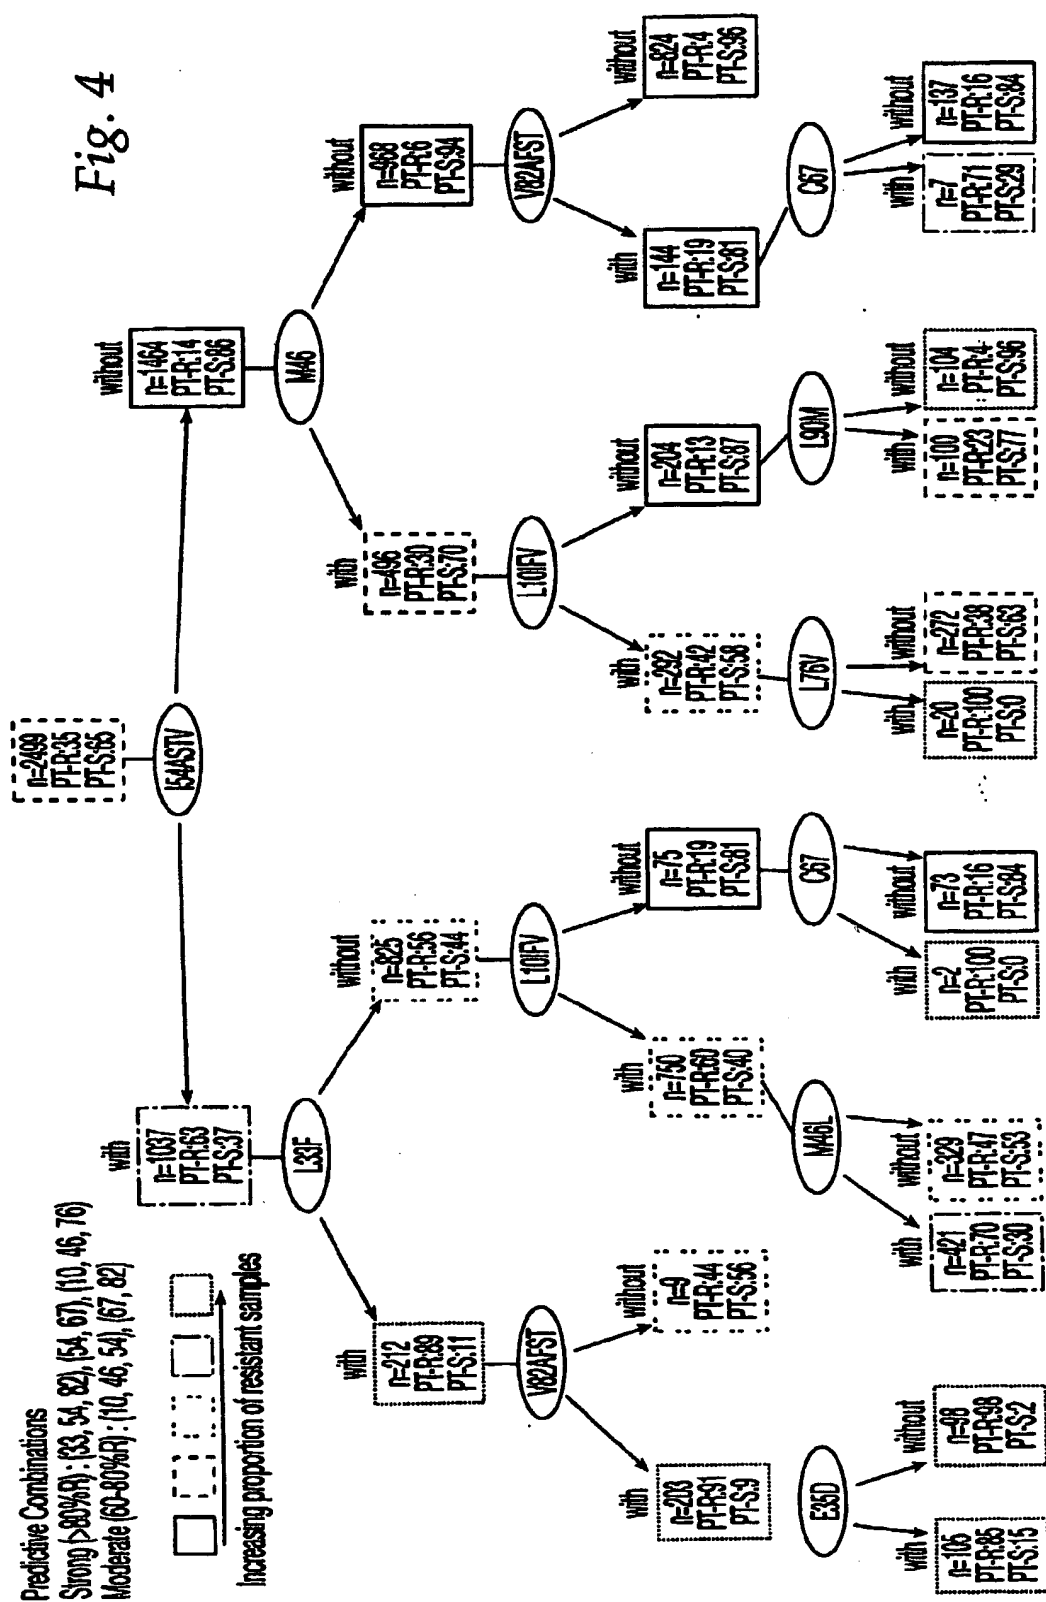 Fig. 4
Predictive Combinations
Strong (>80%R) : (33, 54, 82), (54, 67), (10, 46, 76)
Moderate (60-80%R) : (10, 46, 54), (67, 82)
Increasing proportion of resistant samples
n=2499
PT-R:35
PT-S:65
I54ASTV
with
n=1037
PT-R:63
PT-S:37
without
n=1464
PT-R:14
PT-S:86
L33F
M46
with
n=212
PT-R:89
PT-S:11
without
n=825
PT-R:56
PT-S:44
with
n=496
PT-R:30
PT-S:70
without
n=968
PT-R:6
PT-S:94
V82AFST
L10IFV
L10IFV
V82AFST
with
n=203
PT-R:91
PT-S:9
without
n=9
PT-R:44
PT-S:56
with
n=750
PT-R:60
PT-S:40
without
n=75
PT-R:19
PT-S:81
with
n=292
PT-R:42
PT-S:58
without
n=204
PT-R:13
PT-S:87
with
n=144
PT-R:19
PT-S:81
without
n=824
PT-R:4
PT-S:96
E35D
M46L
C67
L76V
L90M
C67
with
n=105
PT-R:85
PT-S:15
without
n=98
PT-R:98
PT-S:2
with
n=421
PT-R:70
PT-S:30
without
n=329
PT-R:47
PT-S:53
with
n=2
PT-R:100
PT-S:0
without
n=73
PT-R:16
PT-S:84
with
n=20
PT-R:100
PT-S:0
without
n=272
PT-R:38
PT-S:63
with
n=100
PT-R:23
PT-S:77
without
n=104
PT-R:4
PT-S:96
with
n=7
PT-R:71
PT-S:29
without
n=137
PT-R:16
PT-S:84